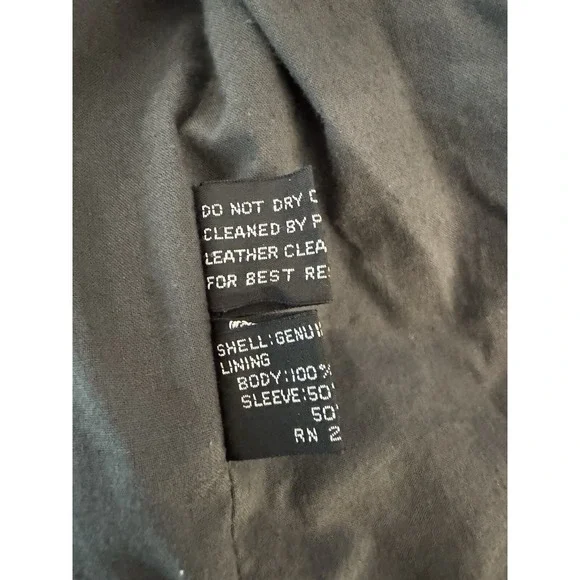 DO NOT DRY C
CLEANED BY P
LEATHER CLEA
FOR BEST RES
SHELL:GENUI
LINING
BODY:100%
SLEEVE:50
50
RN 2